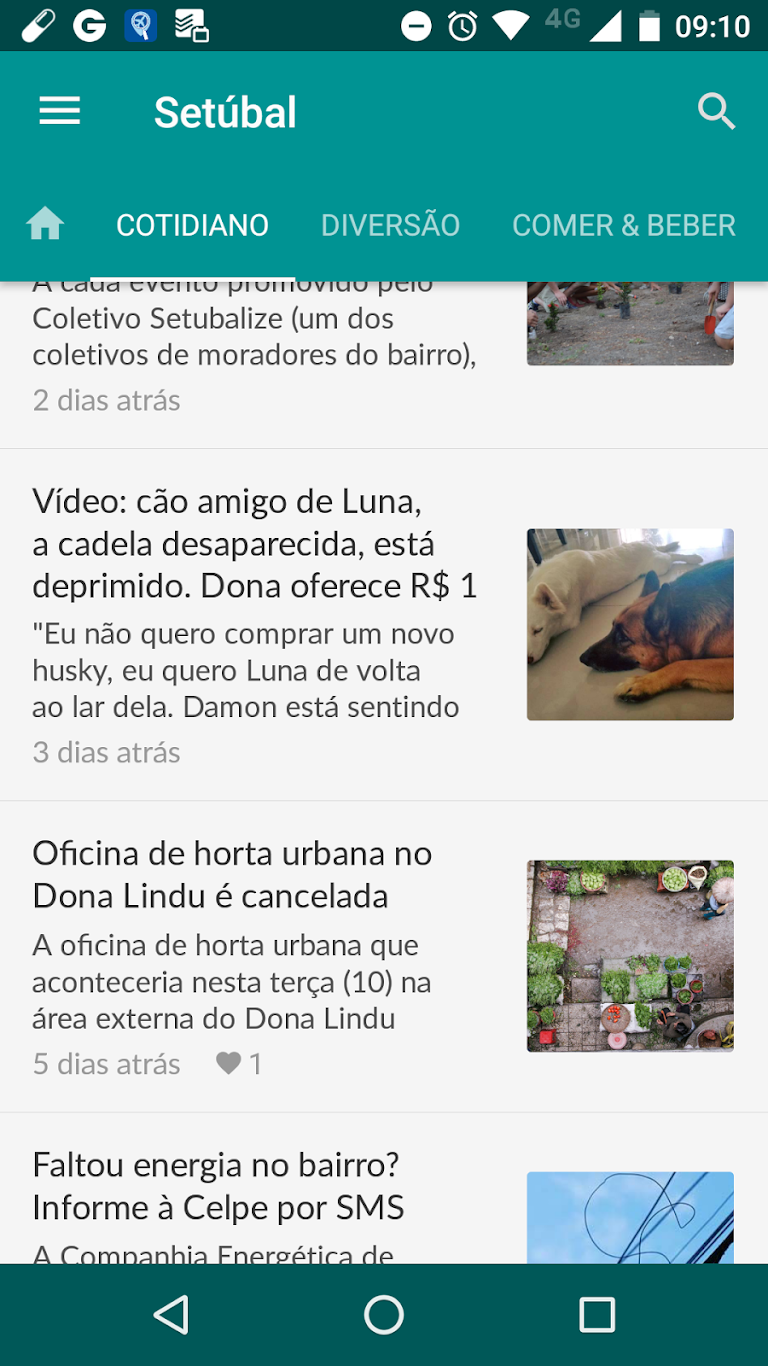 4G
09:10
Setúbal
COTIDIANO
DIVERSÃO
COMER & BEBER
A cada evento promovido pelo
Coletivo Setubalize (um dos
coletivos de moradores do bairro),
2 dias atrás
Vídeo: cão amigo de Luna,
a cadela desaparecida, está
deprimido. Dona oferece R$ 1
"Eu não quero comprar um novo
husky, eu quero Luna de volta
ao lar dela. Damon está sentindo
3 dias atrás
Oficina de horta urbana no
Dona Lindu é cancelada
A oficina de horta urbana que
aconteceria nesta terça (10) na
área externa do Dona Lindu
5 dias atrás 1
Faltou energia no bairro?
Informe à Celpe por SMS
A Companhia Energética de